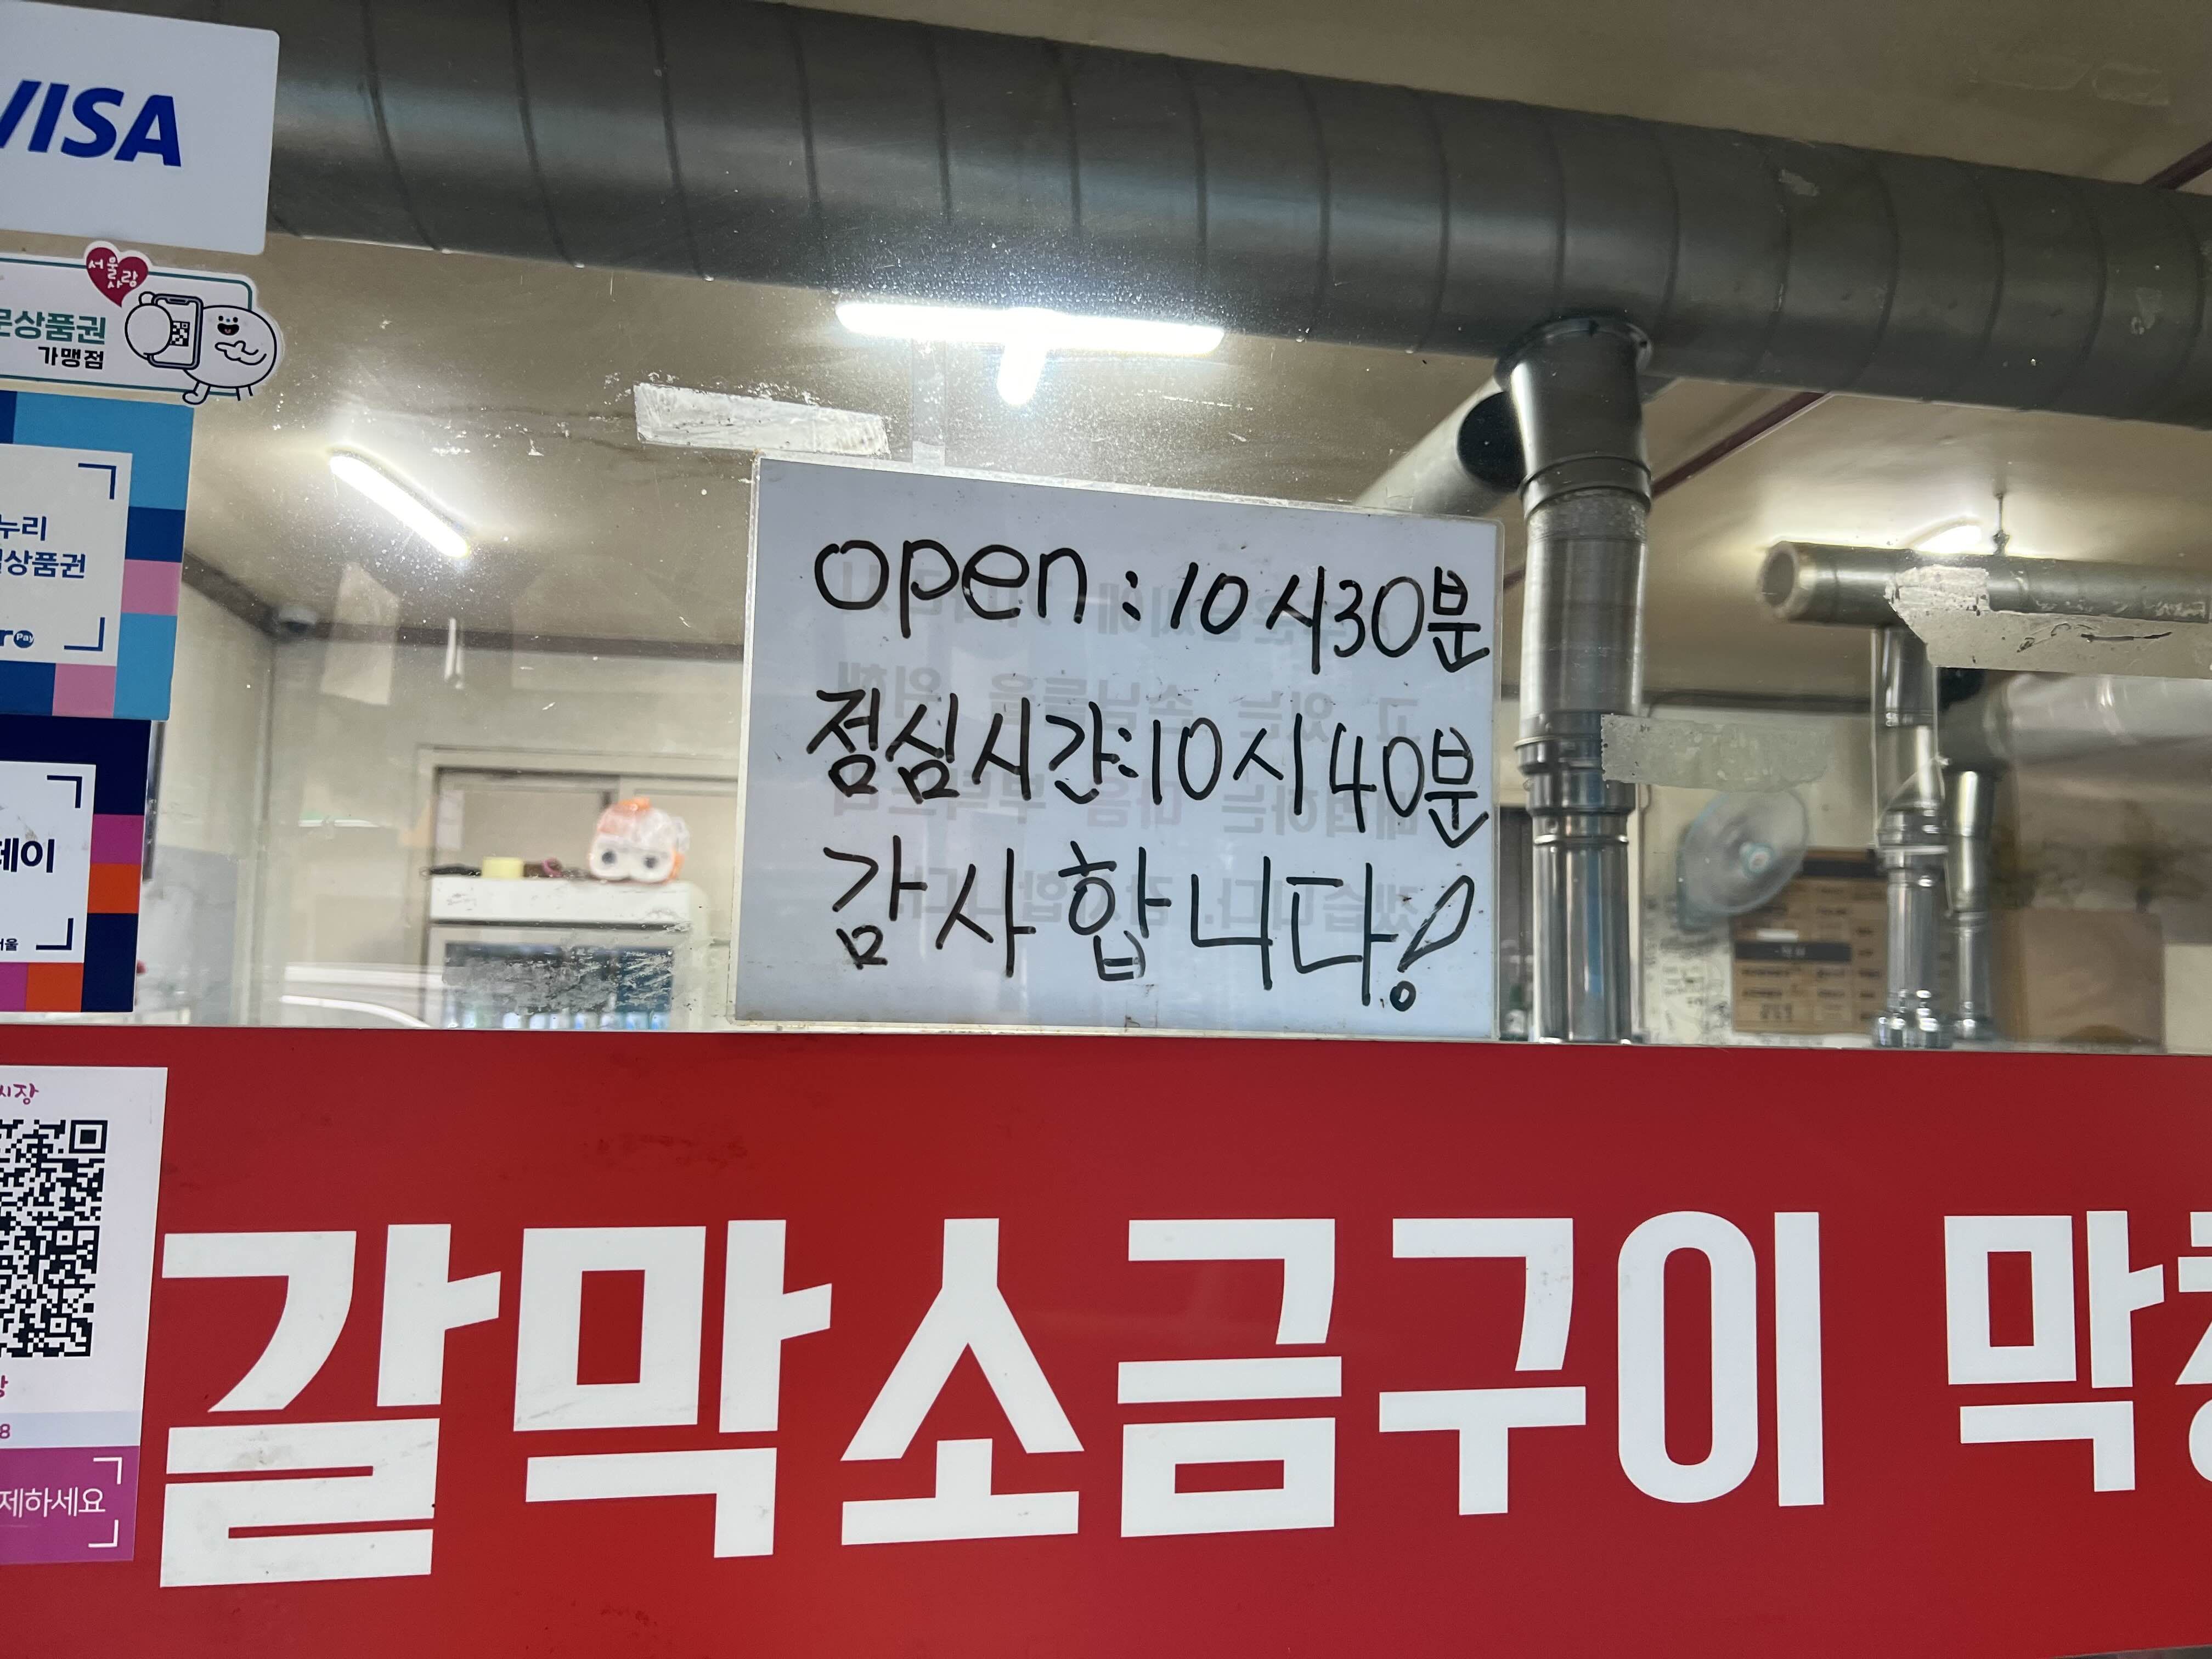 VISA
서울
사랑
상품권
가맹점
누리
상품권
Pay
페이
open : 10시30분
점심시간:10시40분
감사합니다!
시장
8
제하세요
갈막소금구이 막